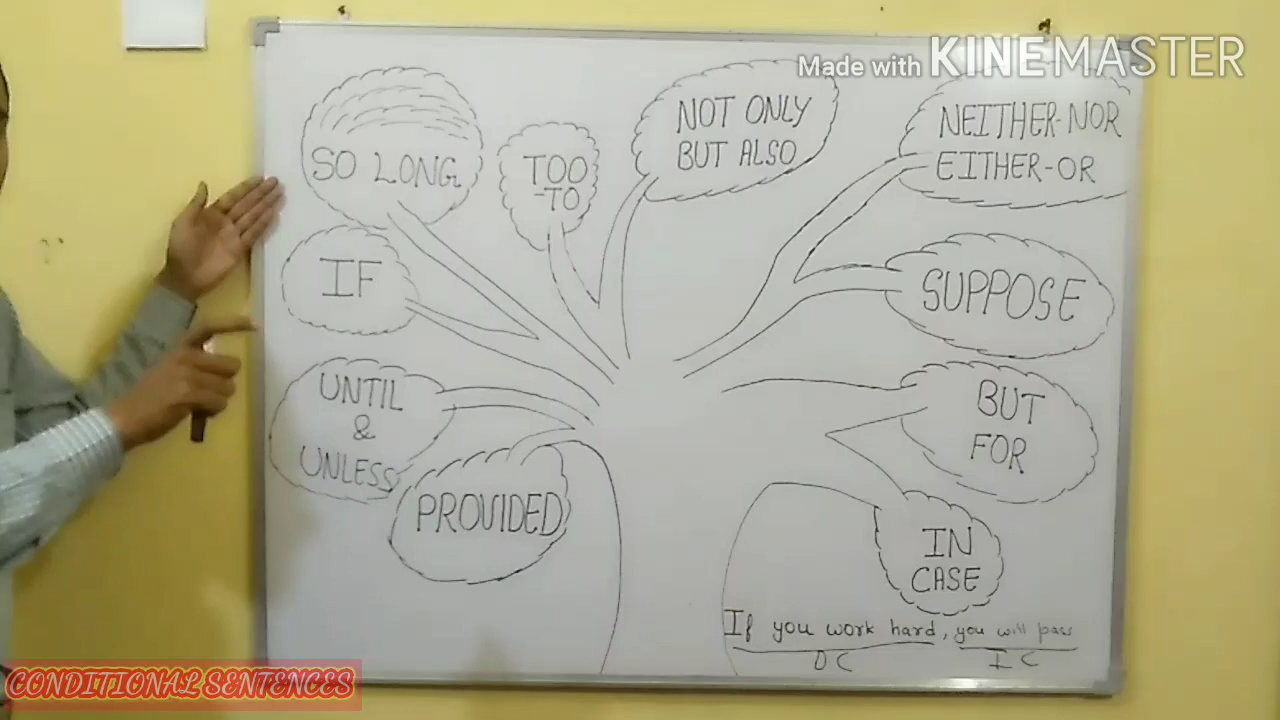 Made with KINEMASTER
SO LONG
TOO
-TO
NOT ONLY
BUT ALSO
NEITHER-NOR
EITHER-OR
IF
SUPPOSE
UNTIL
&
UNLESS
BUT
FOR
PROVIDED
IN
CASE
If you work hard, you will pass
DC IC
CONDITIONAL SENTENCES